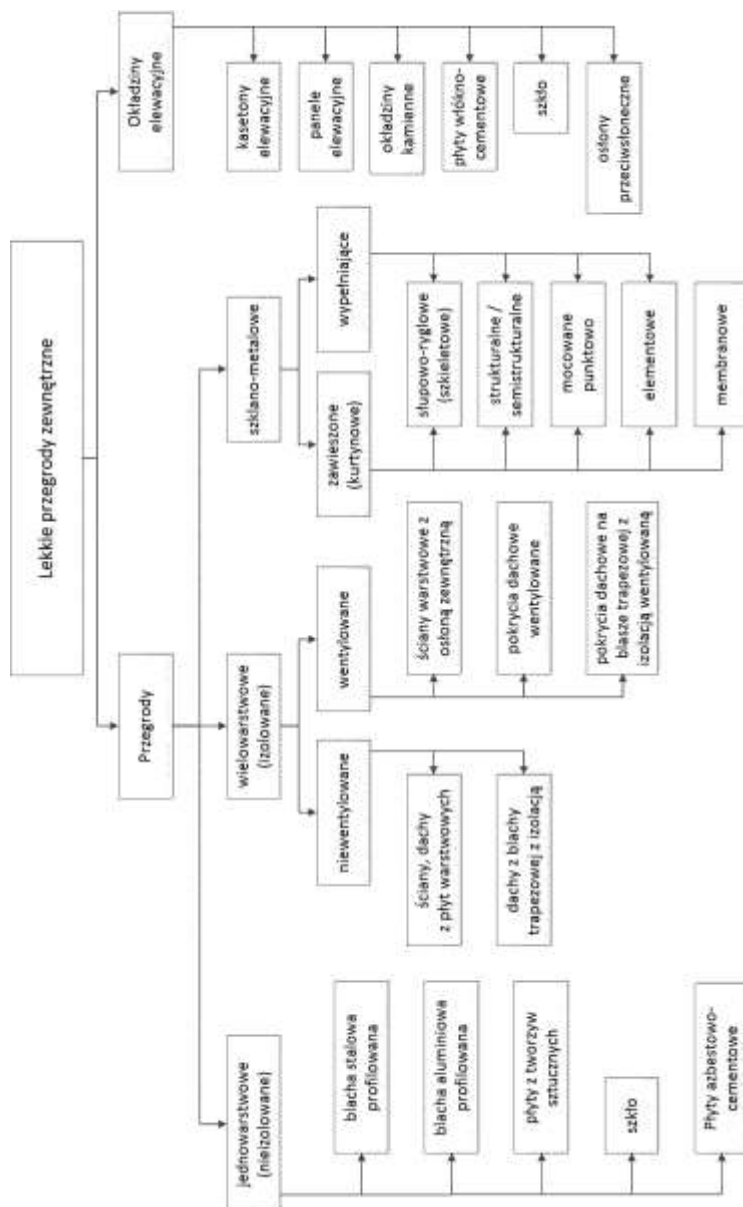 Lekkie przegrody zewnętrzne
Przegrody
Okładziny
elewacyjne
jednowarstwowe
(nieizolowane)
wielowarstwowe
(izolowane)
szklano-metalowe
kasetony
elewacyjne
panele
elewacyjne
okładziny
kamienne
płyty włókno-
cementowe
szkło
osłony
przeciwsłoneczne
niewentylowane
wentylowane
zawieszone
(kurtynowe)
wypełniające
blacha stalowa
profilowana
blacha aluminiowa
profilowana
płyty z tworzyw
sztucznych
szkło
Płyty azbestowo-
cementowe
ściany, dachy
z płyt warstwowych
dachy z blachy
trapezowej z izolacją
ściany warstwowe z
osłoną zewnętrzną
pokrycia dachowe
wentylowane
pokrycia dachowe na
blasze trapezowej z
izolacją wentylowaną
słupowo-ryglowe
(szkieletowe)
strukturalne /
semistrukturalne
mocowane
punktowo
elementowe
membranowe